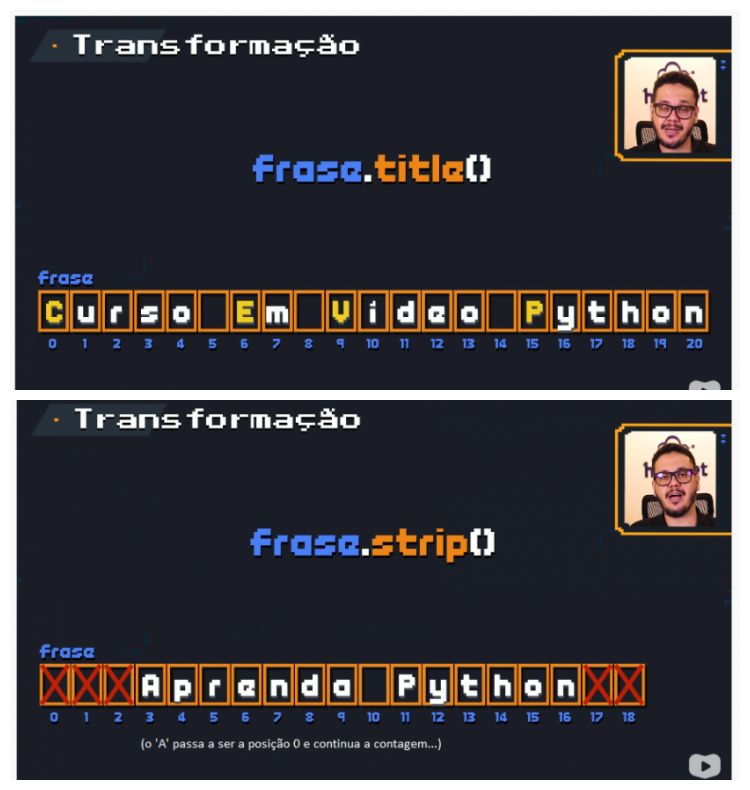 Transformação
frase.title()
frase
Curso Em Video Python
0 1 2 3 4 5 6 7 8 9 10 11 12 13 14 15 16 17 18 19 20
Transformação
frase.strip()
frase
Aprenda Python
0 1 2 3 4 5 6 7 8 9 10 11 12 13 14 15 16 17 18
(o 'A' passa a ser a posição 0 e continua a contagem...)